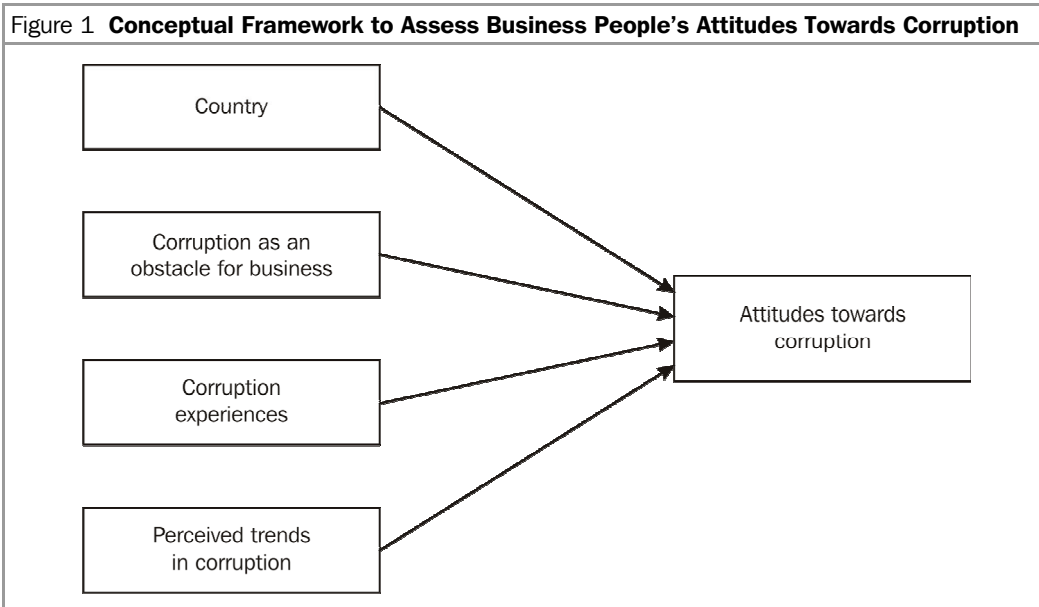 Figure 1 Conceptual Framework to Assess Business People’s Attitudes Towards Corruption
Country
Corruption as an
obstacle for business
Corruption
experiences
Perceived trends
in corruption
Attitudes towards
corruption